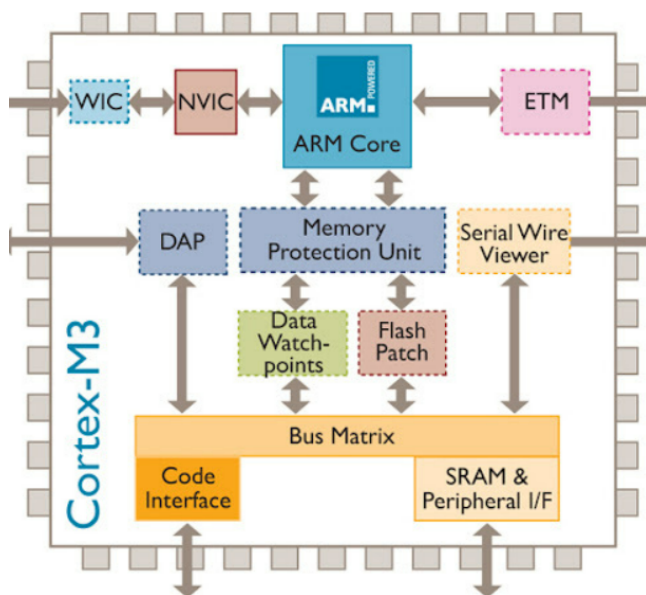 WIC
NVIC
ARM
POWERED
ARM Core
ETM
DAP
Memory
Protection Unit
Serial Wire
Viewer
Data
Watch-
points
Flash
Patch
Cortex-M3
Bus Matrix
Code
Interface
SRAM &
Peripheral I/F